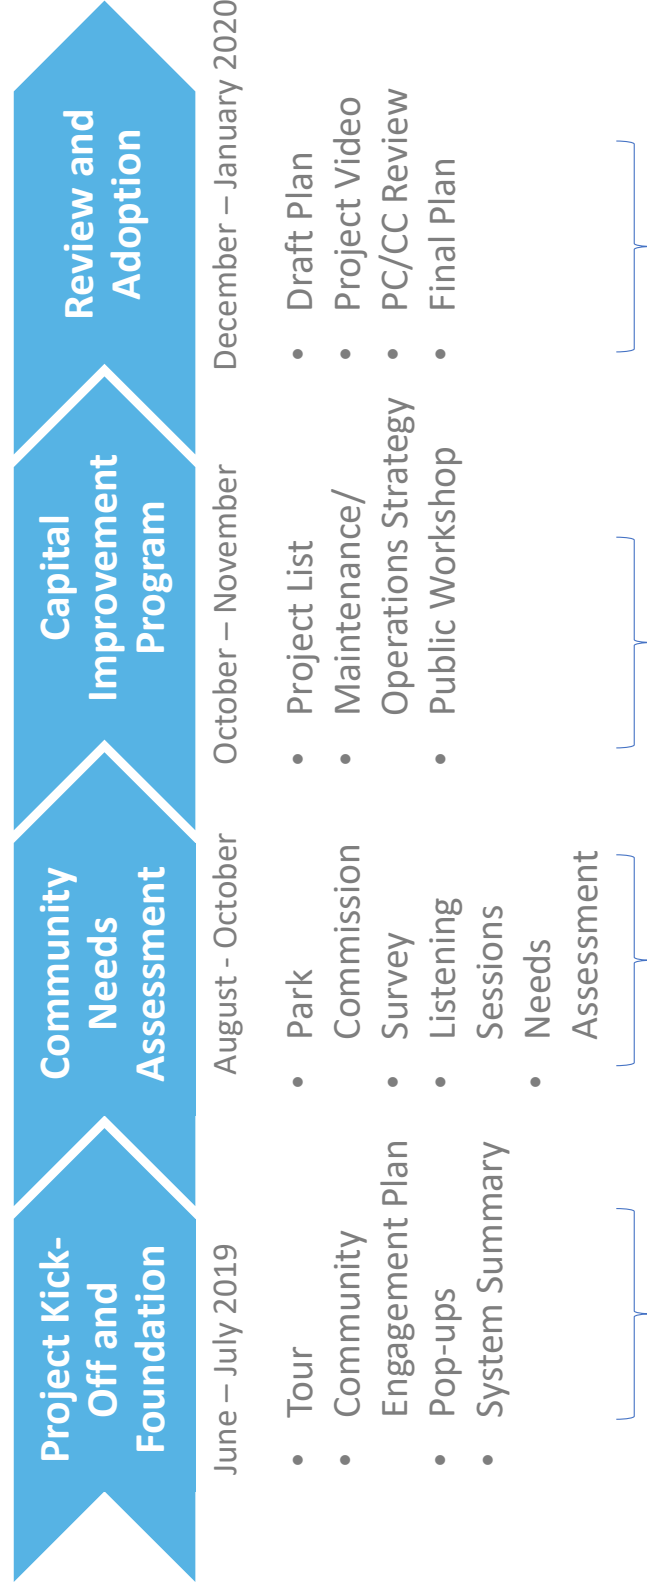 Project Kick-
Off and
Foundation
June – July 2019
• Tour
• Community
Engagement Plan
• Pop-ups
• System Summary
Community
Needs
Assessment
August - October
• Park
Commission
• Survey
• Listening
Sessions
• Needs
Assessment
Capital
Improvement
Program
October – November
• Project List
• Maintenance/
Operations Strategy
• Public Workshop
Review and
Adoption
December – January 2020
• Draft Plan
• Project Video
• PC/CC Review
• Final Plan